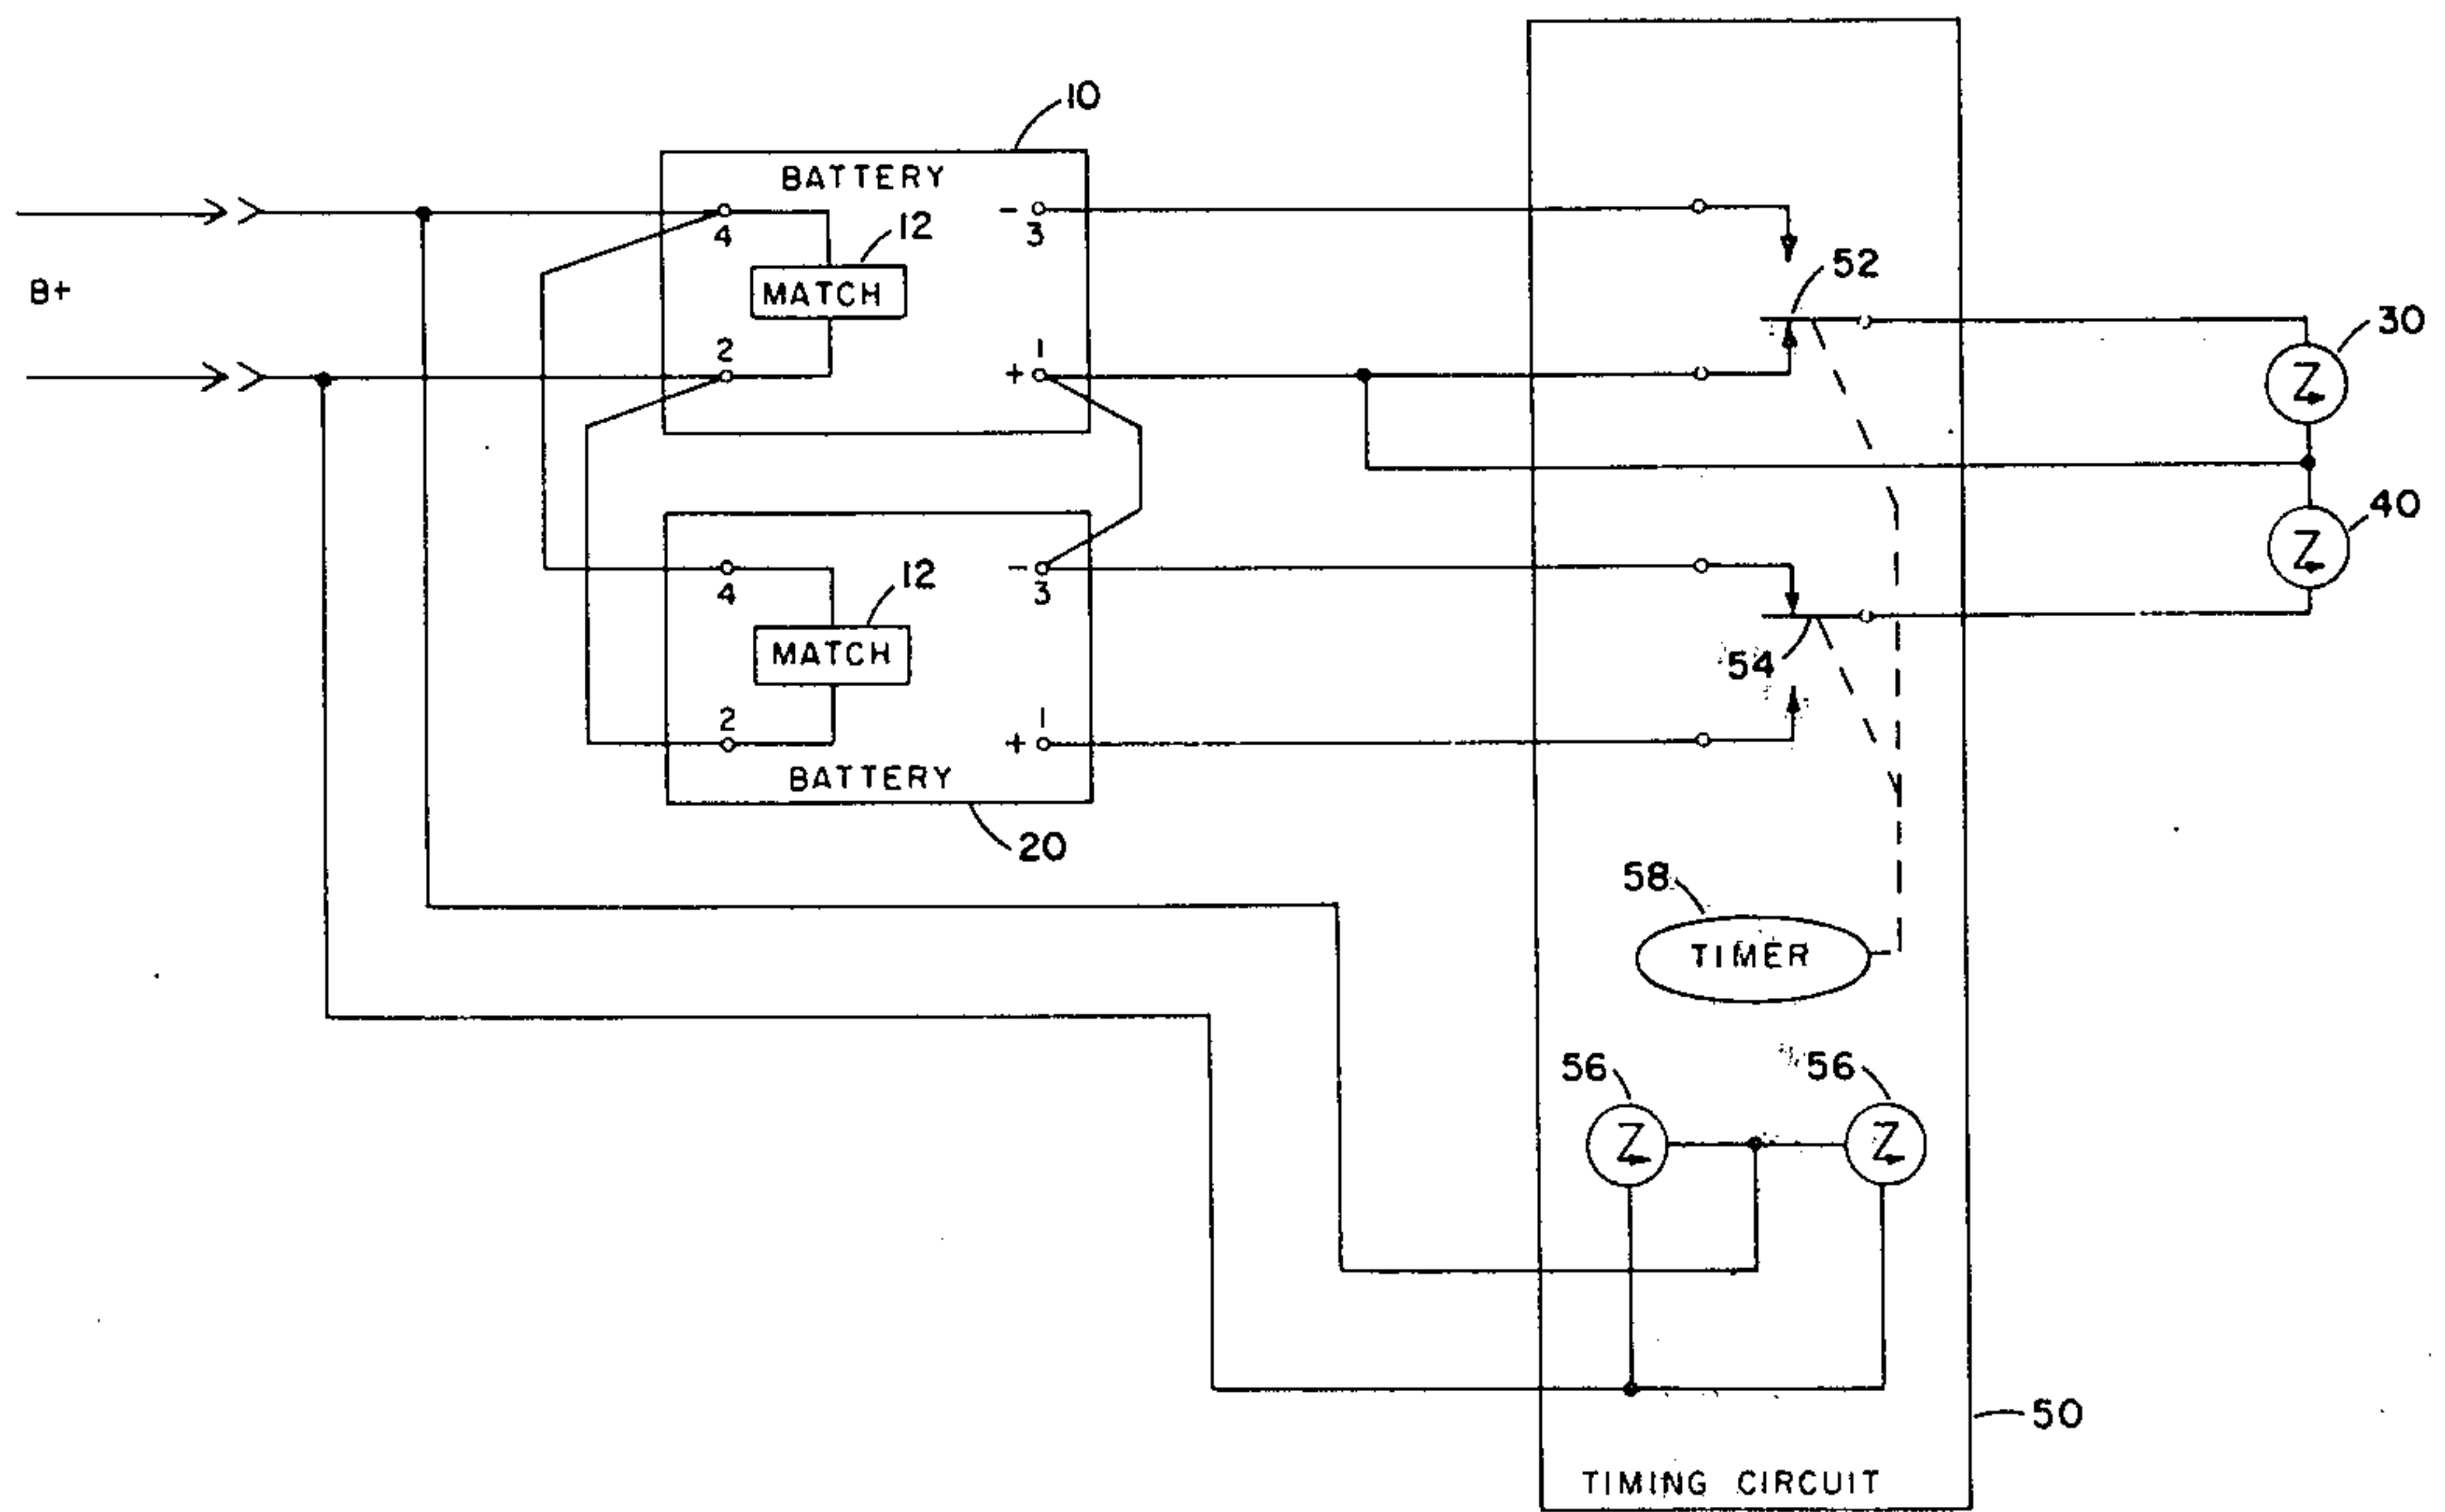 10
BATTERY
4
12
- 3
MATCH
52
B+
30
2
1
+
Z
40
Z
4
12
- 3
MATCH
54
2
1
+
BATTERY
20
58
TIMER
56
56
Z
Z
50
TIMING CIRCUIT